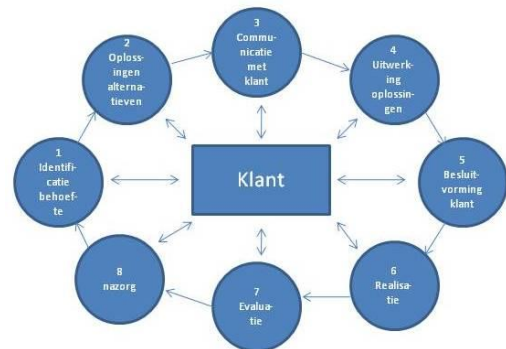 1
Identifi-
catie
behoef-
te
2
Oploss-
ingen
alterna-
tieven
3
Commu-
nicatie
met
klant
4
Uitwerk-
ing
oplossin-
gen
5
Besluit-
vorming
klant
6
Realisa-
tie
7
Evalua-
tie
8
nazorg
Klant